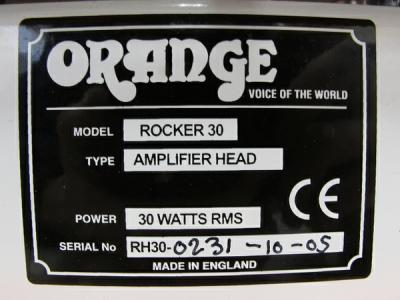 ORANGE
VOICE OF THE WORLD
MODEL ROCKER 30
TYPE AMPLIFIER HEAD
CE
POWER 30 WATTS RMS
SERIAL No RH30-0231-10-05
MADE IN ENGLAND